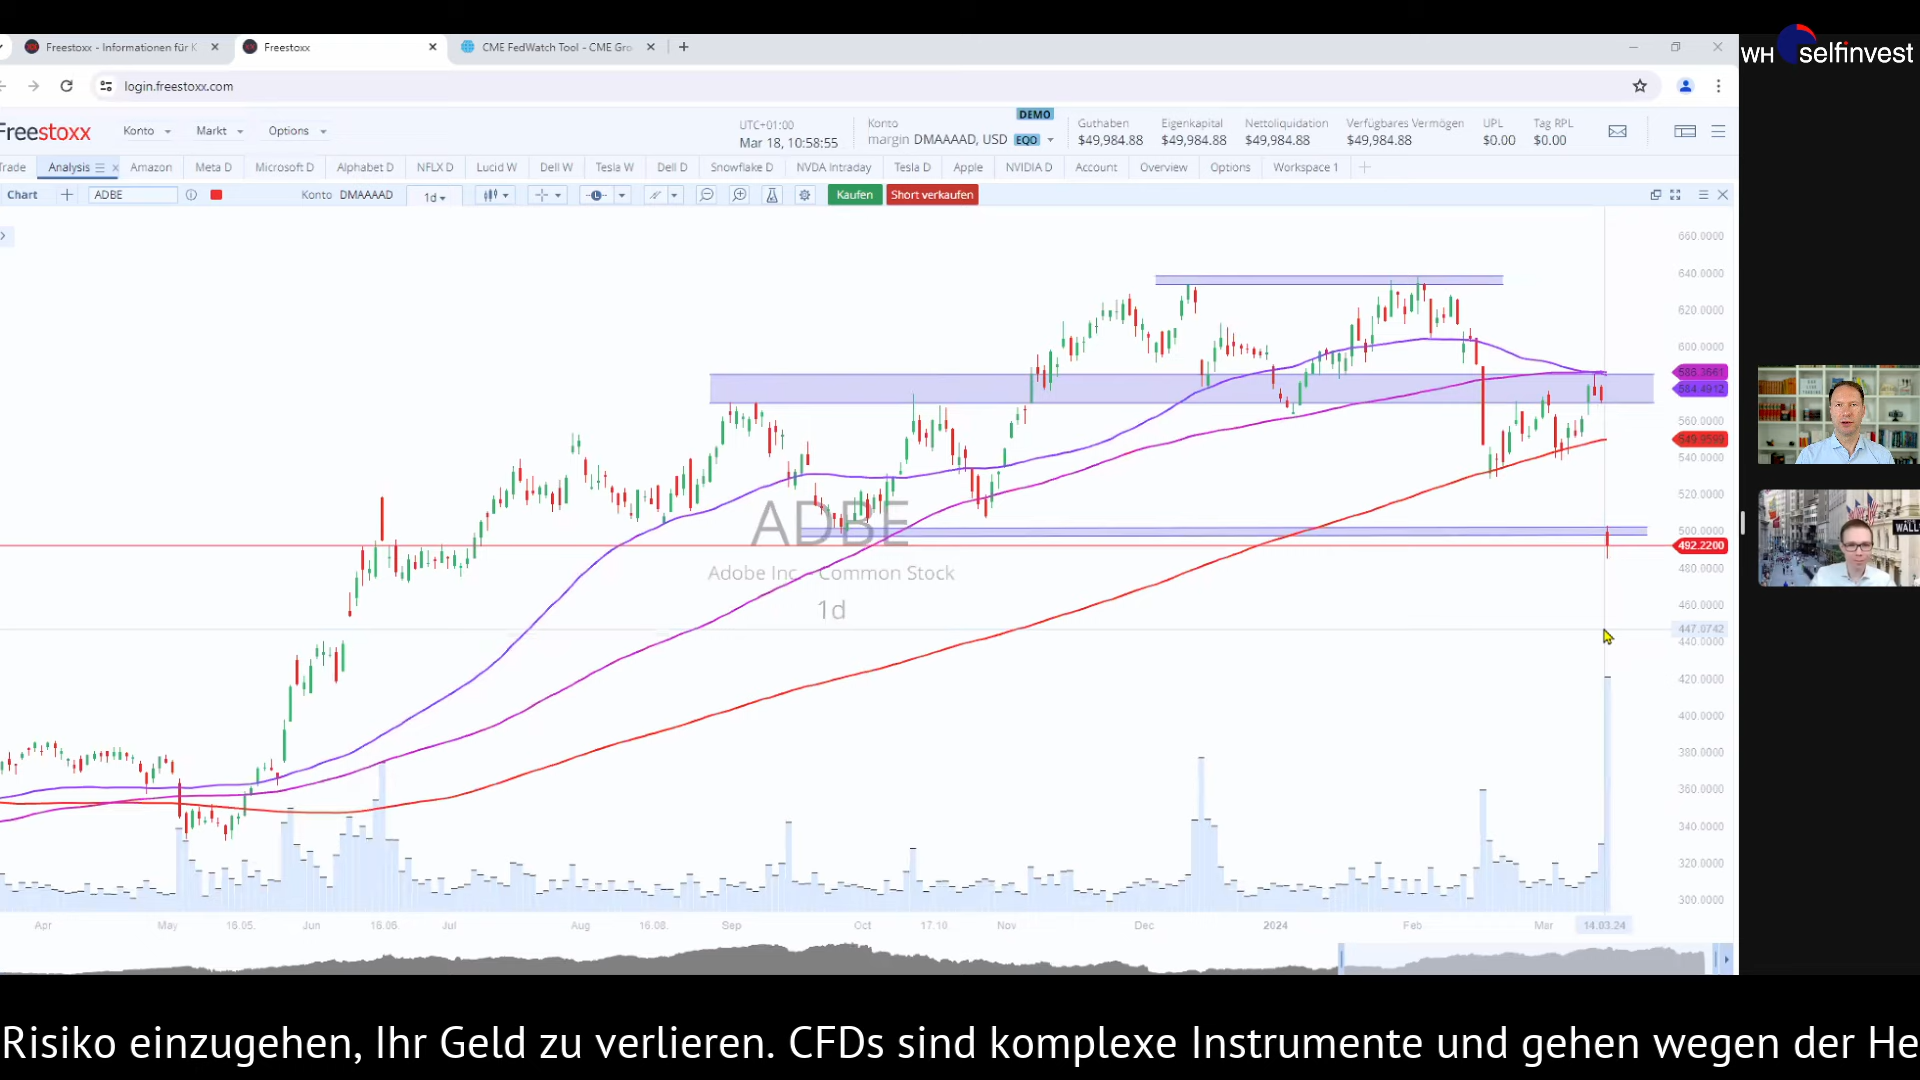 WH selfinvest
Freestoxx - Informationen für K
Freestoxx
CME FedWatch Tool - CME Gro
login.freestoxx.com
Freestoxx
Konto
Markt
Options
UTC+01:00
Mar 18, 10:58:55
DEMO
Konto
margin DMAAAAD, USD EQO
Guthaben
$49,984.88
Eigenkapital
$49,984.88
Nettoliquidation
$49,984.88
Verfügbares Vermögen
$49,984.88
UPL
$0.00
Tag RPL
$0.00
Trade Analysis Amazon Meta D Microsoft D Alphabet D NFLX D Lucid W Dell W Tesla W Dell D Snowflake D NVDA Intraday Tesla D Apple NVIDIA D Account Overview Options Workspace 1
Chart ADBE Konto DMAAAAD 1d Kaufen Short verkaufen
660.0000
640.0000
620.0000
600.0000
586.3661
584.4912
560.0000
549.9599
540.0000
520.0000
500.0000
492.2200
480.0000
460.0000
447.0742
440.0000
420.0000
400.0000
380.0000
360.0000
340.0000
320.0000
300.0000
ADBE
Adobe Inc. - Common Stock
1d
Apr May 16.05. Jun 16.06. Jul Aug 16.08. Sep Oct 17.10. Nov Dec 2024 Feb Mar 14.03.24
WALL
Risiko einzugehen, Ihr Geld zu verlieren. CFDs sind komplexe Instrumente und gehen wegen der He